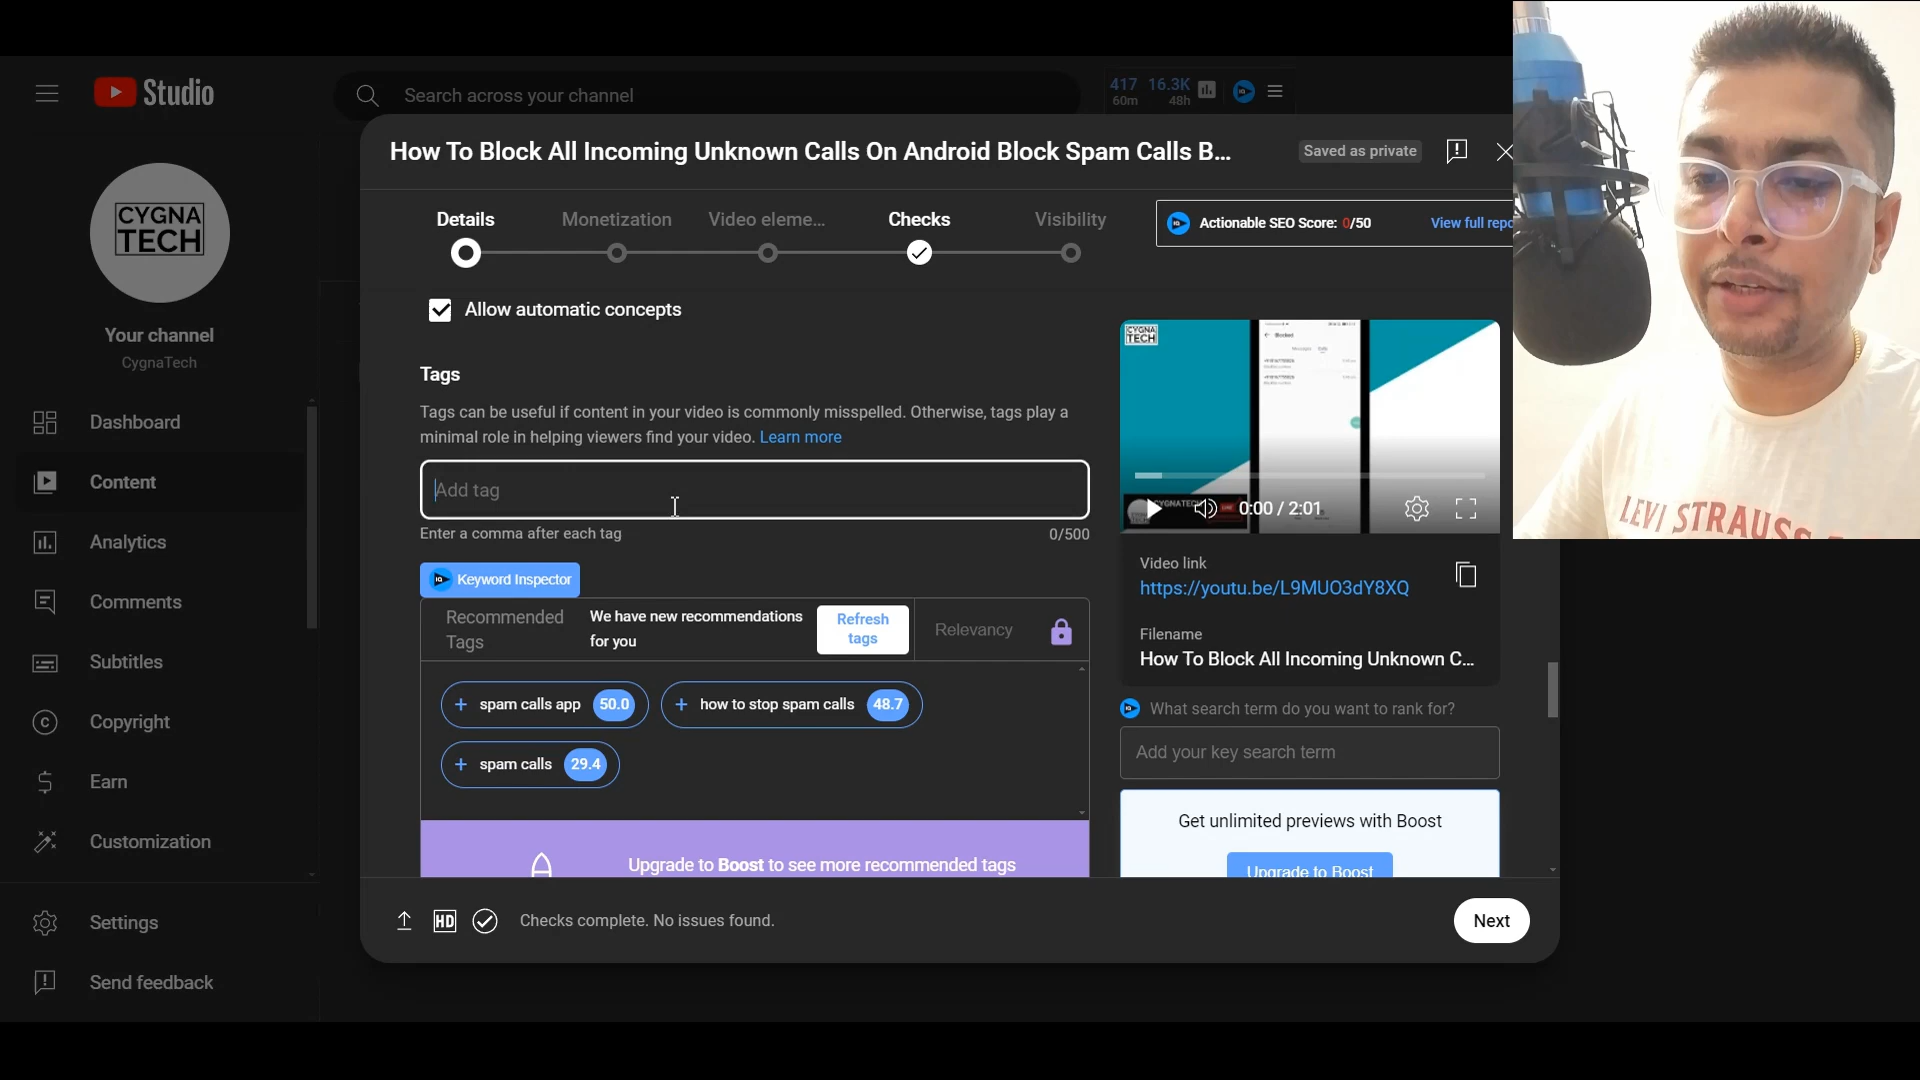 Studio
Search across your channel
417 16.3K
60m 48h
CYGNA
TECH
Your channel
CygnaTech
Dashboard
Content
Analytics
Comments
Subtitles
Copyright
Earn
Customization
Settings
Send feedback
How To Block All Incoming Unknown Calls On Android Block Spam Calls B...
Saved as private
Details
Monetization
Video eleme...
Checks
Visibility
Actionable SEO Score: 0/50
View full repo
Allow automatic concepts
Tags
Tags can be useful if content in your video is commonly misspelled. Otherwise, tags play a
minimal role in helping viewers find your video. Learn more
Add tag
Enter a comma after each tag
0/500
Keyword Inspector
Recommended
Tags
We have new recommendations
for you
Refresh
tags
Relevancy
+ spam calls app 50.0
+ how to stop spam calls 48.7
+ spam calls 29.4
Upgrade to Boost to see more recommended tags
CYGNA
TECH
Blocked
0:00 / 2:01
Video link
https://youtu.be/L9MUO3dY8XQ
Filename
How To Block All Incoming Unknown C...
What search term do you want to rank for?
Add your key search term
Get unlimited previews with Boost
Upgrade to Boost
HD
Checks complete. No issues found.
Next
LEVI STRAUSS